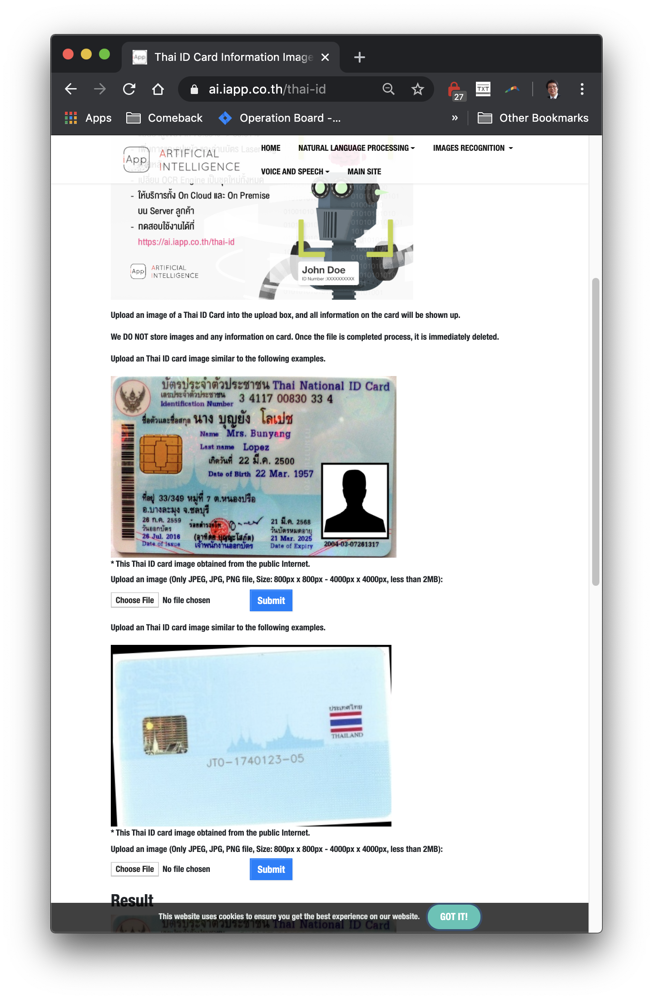 Thai ID Card Information Image
ai.iapp.co.th/thai-id
27
TXT
Apps
Comeback
Operation Board -...
»
Other Bookmarks
iApp
ARTIFICIAL
INTELLIGENCE
HOME
NATURAL LANGUAGE PROCESSING
IMAGES RECOGNITION
VOICE AND SPEECH
MAIN SITE
- เปลี่ยน OCR Engine เป็นชุดใหม่ทั้งหมด
- ให้บริการทั้ง On Cloud และ On Premise
บน Server ลูกค้า
- ทดสอบใช้งานได้ที่
https://ai.iapp.co.th/thai-id
iApp
ARTIFICIAL
INTELLIGENCE
John Doe
ID Number :XXXXXXXXXX
Upload an image of a Thai ID Card into the upload box, and all information on the card will be shown up.
We DO NOT store images and any information on card. Once the file is completed process, it is immediately deleted.
Upload an Thai ID card image similar to the following examples.
บัตรประจำตัวประชาชน Thai National ID Card
เลขประจำตัวประชาชน
Identification Number
3 4117 00830 33 4
ชื่อตัวและชื่อสกุล นาง บุญยัง โลเปซ
Name Mrs. Bunyang
Last name Lopez
เกิดวันที่ 22 มี.ค. 2500
Date of Birth 22 Mar. 1957
ที่อยู่ 33/349 หมู่ที่ 7 ต.หนองปรือ
อ.บางละมุง จ.ชลบุรี
26 ก.ค. 2559
วันออกบัตร
26 Jul. 2016
Date of Issue
เจ้าพนักงานออกบัตร
21 มี.ค. 2568
วันบัตรหมดอายุ
21 Mar. 2025
Date of Expiry
2004-03-07261317
* This Thai ID card image obtained from the public Internet.
Upload an image (Only JPEG, JPG, PNG file, Size: 800px x 800px - 4000px x 4000px, less than 2MB):
Choose File No file chosen
Submit
Upload an Thai ID card image similar to the following examples.
ประเทศไทย
THAILAND
JT0-1740123-05
* This Thai ID card image obtained from the public Internet.
Upload an image (Only JPEG, JPG, PNG file, Size: 800px x 800px - 4000px x 4000px, less than 2MB):
Choose File No file chosen
Submit
Result
This website uses cookies to ensure you get the best experience on our website.
GOT IT!
บัตรประจำตัวประชาชน Thai National ID Card